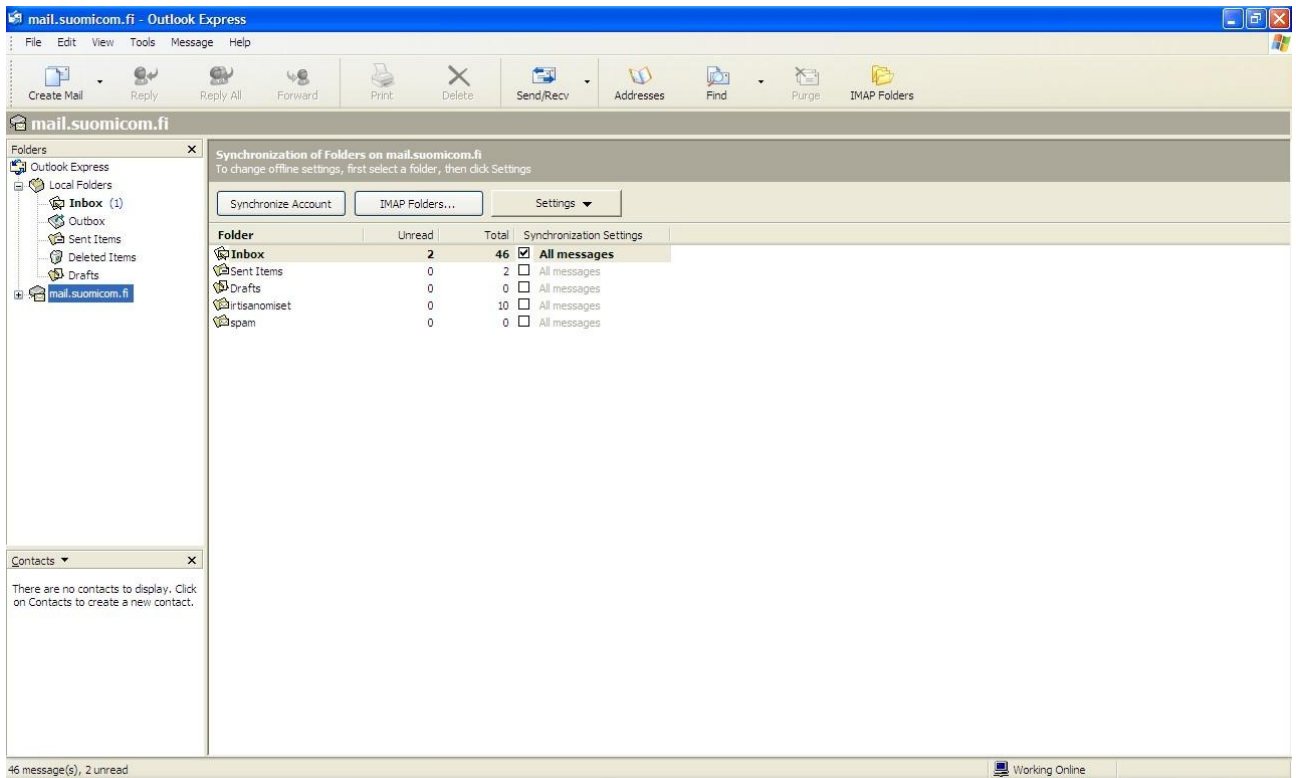 mail.suomicom.fi - Outlook Express
File Edit View Tools Message Help
Create Mail Reply Reply All Forward Print Delete Send/Recv Addresses Find Purge IMAP Folders
mail.suomicom.fi
Folders
Outlook Express
Local Folders
Inbox (1)
Outbox
Sent Items
Deleted Items
Drafts
mail.suomicom.fi
Contacts
There are no contacts to display. Click
on Contacts to create a new contact.
Synchronization of Folders on mail.suomicom.fi
To change offline settings, first select a folder, then click Settings
Synchronize Account IMAP Folders... Settings
Folder Unread Total Synchronization Settings
Inbox 2 46 All messages
Sent Items 0 2 All messages
Drafts 0 0 All messages
irtisanomiset 0 10 All messages
spam 0 0 All messages
46 message(s), 2 unread Working Online